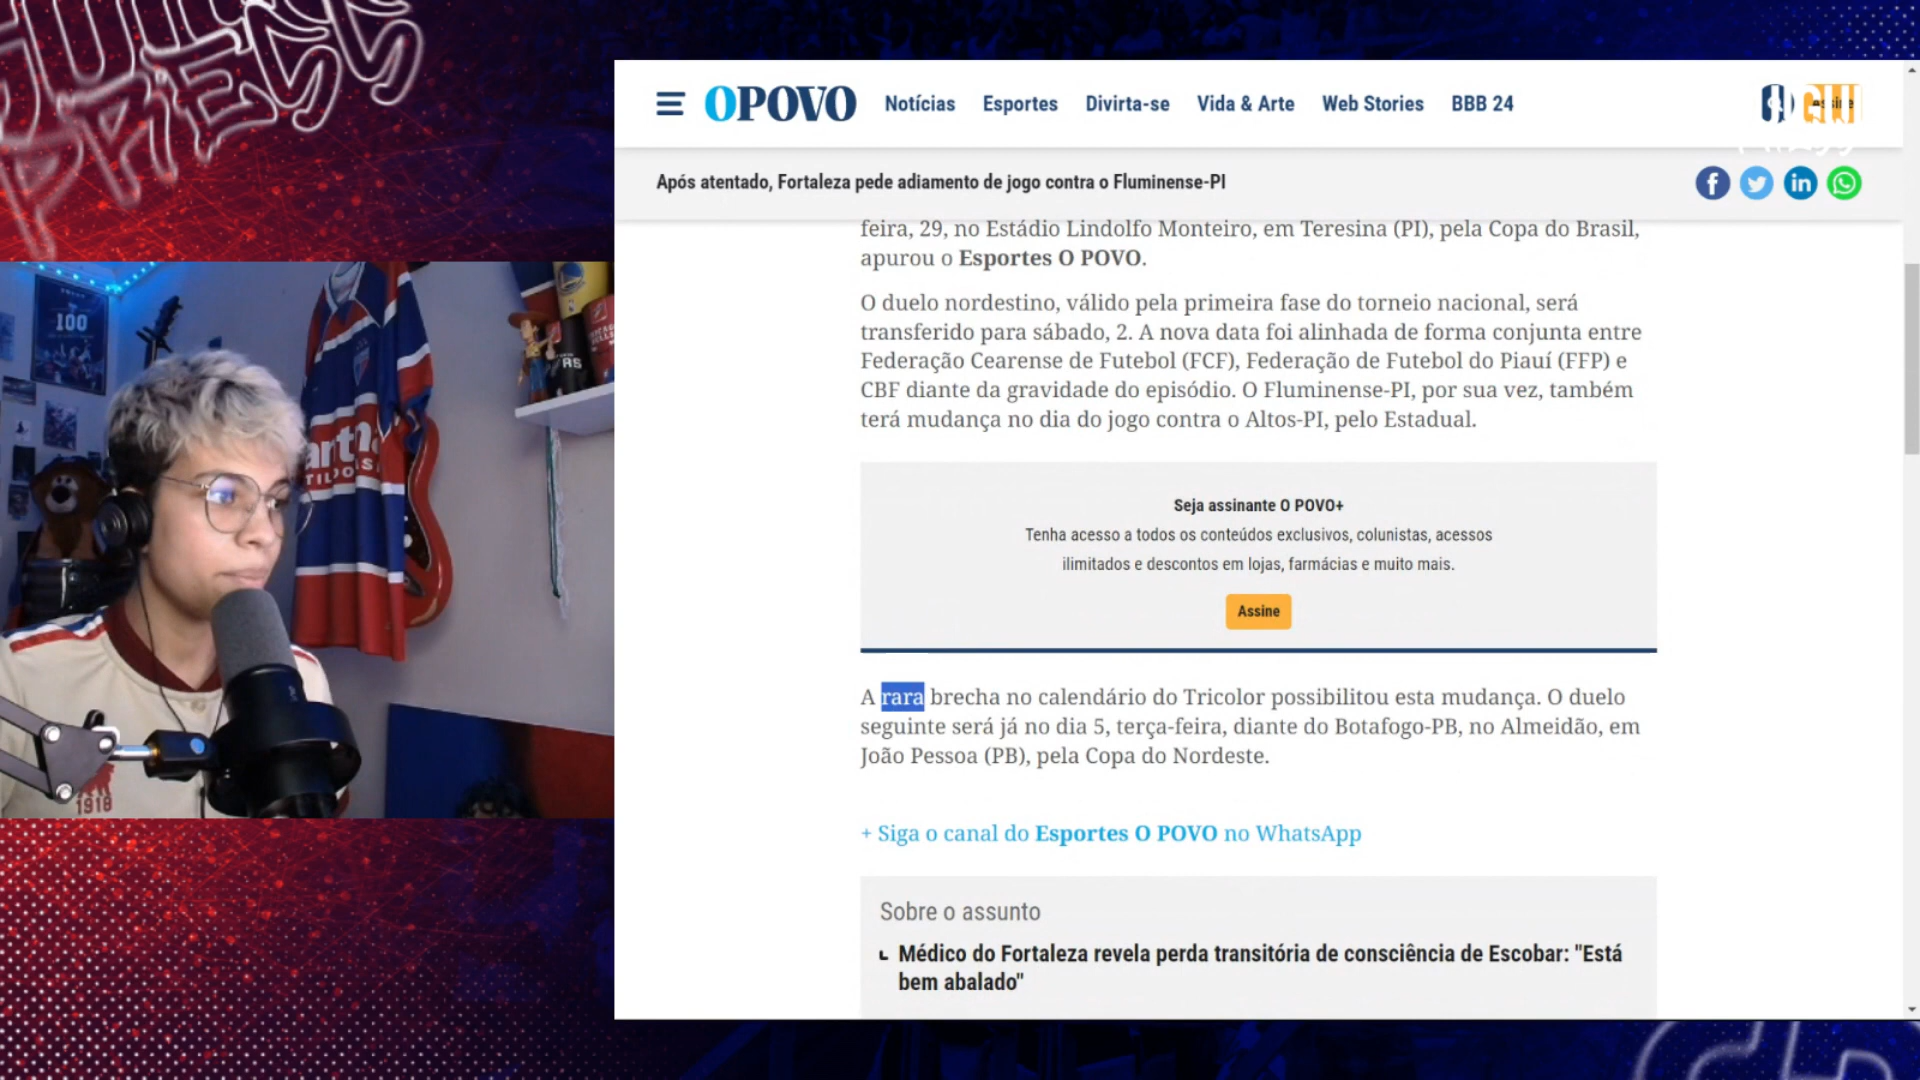 PRESS
100
RS
1918
OPOVO
Notícias
Esportes
Divirta-se
Vida & Arte
Web Stories
BBB 24
Após atentado, Fortaleza pede adiamento de jogo contra o Fluminense-PI
feira, 29, no Estádio Lindolfo Monteiro, em Teresina (PI), pela Copa do Brasil,
apurou o Esportes O POVO.
O duelo nordestino, válido pela primeira fase do torneio nacional, será
transferido para sábado, 2. A nova data foi alinhada de forma conjunta entre
Federação Cearense de Futebol (FCF), Federação de Futebol do Piauí (FFP) e
CBF diante da gravidade do episódio. O Fluminense-PI, por sua vez, também
terá mudança no dia do jogo contra o Altos-PI, pelo Estadual.
Seja assinante O POVO+
Tenha acesso a todos os conteúdos exclusivos, colunistas, acessos
ilimitados e descontos em lojas, farmácias e muito mais.
Assine
A rara brecha no calendário do Tricolor possibilitou esta mudança. O duelo
seguinte será já no dia 5, terça-feira, diante do Botafogo-PB, no Almeidão, em
João Pessoa (PB), pela Copa do Nordeste.
+ Siga o canal do Esportes O POVO no WhatsApp
Sobre o assunto
Médico do Fortaleza revela perda transitória de consciência de Escobar: "Está
bem abalado"